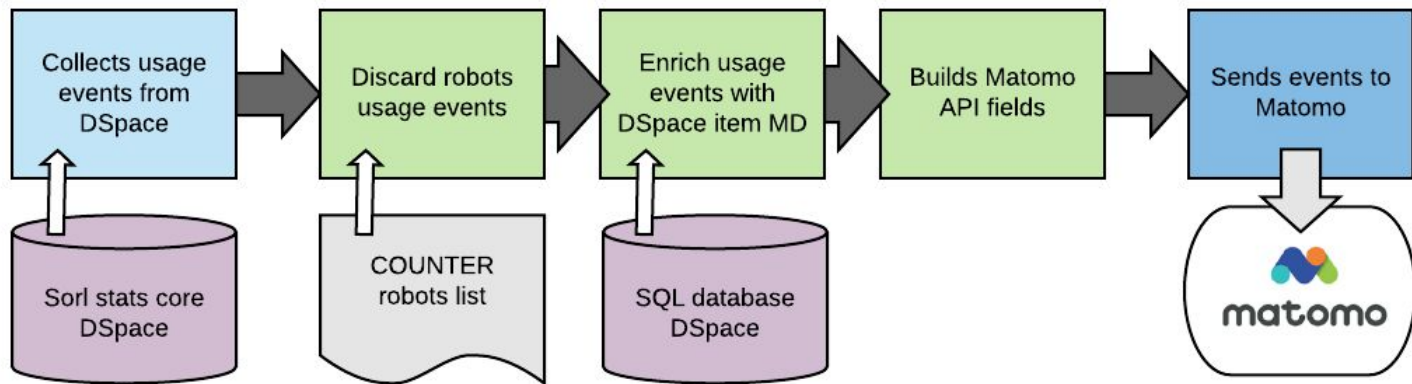 Collects usage
events from
DSpace
Discard robots
usage events
Enrich usage
events with
DSpace item MD
Builds Matomo
API fields
Sends events to
Matomo
Sorl stats core
DSpace
COUNTER
robots list
SQL database
DSpace
matomo